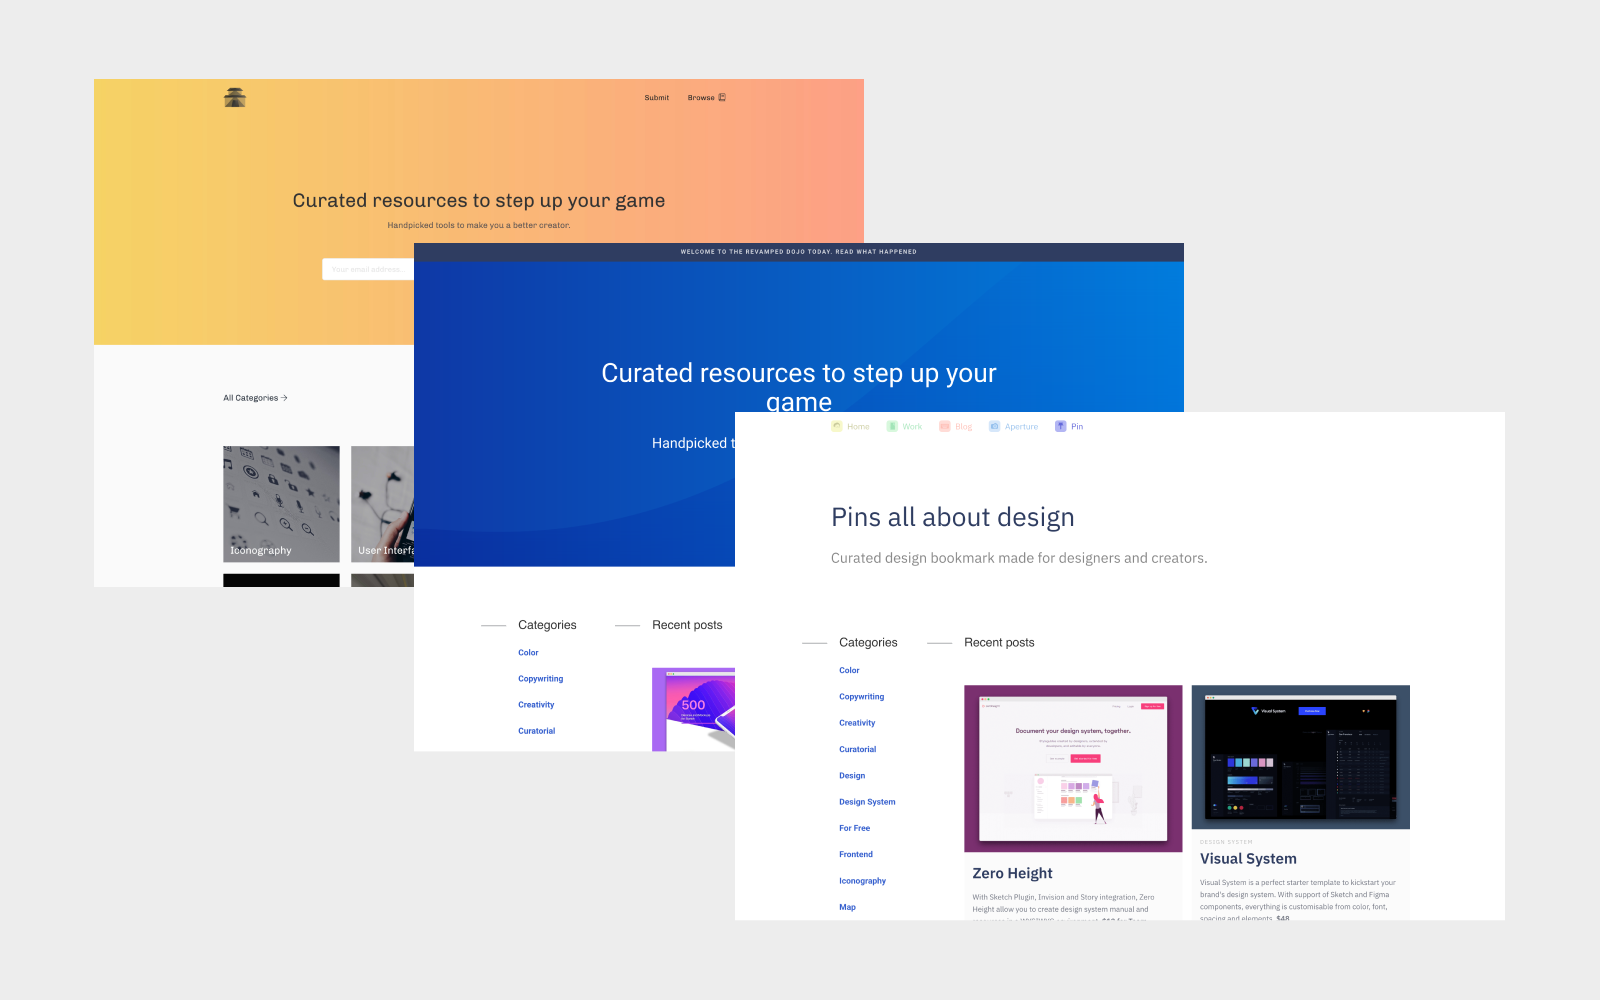 Submit
Browse
Curated resources to step up your game
Handpicked tools to make you a better creator.
Your email address...
All Categories →
Iconography
User Interfa
WELCOME TO THE REVAMPED DOJO TODAY. READ WHAT HAPPENED
Curated resources to step up your
game
Handpicked t
Categories
Recent posts
Color
Copywriting
Creativity
Curatorial
500
Home
Work
Blog
Aperture
Pin
Pins all about design
Curated design bookmark made for designers and creators.
Categories
Recent posts
Color
Copywriting
Creativity
Curatorial
Design
Design System
For Free
Frontend
Iconography
Map
Document your design system, together.
Zero Height
With Sketch Plugin, Invision and Story integration, Zero
Height allow you to create design system manual and
Visual System
DESIGN SYSTEM
Visual System
Visual System is a perfect starter template to kickstart your
brand's design system. With support of Sketch and Figma
components, everything is customisable from color, font,
spacing and elements. $48